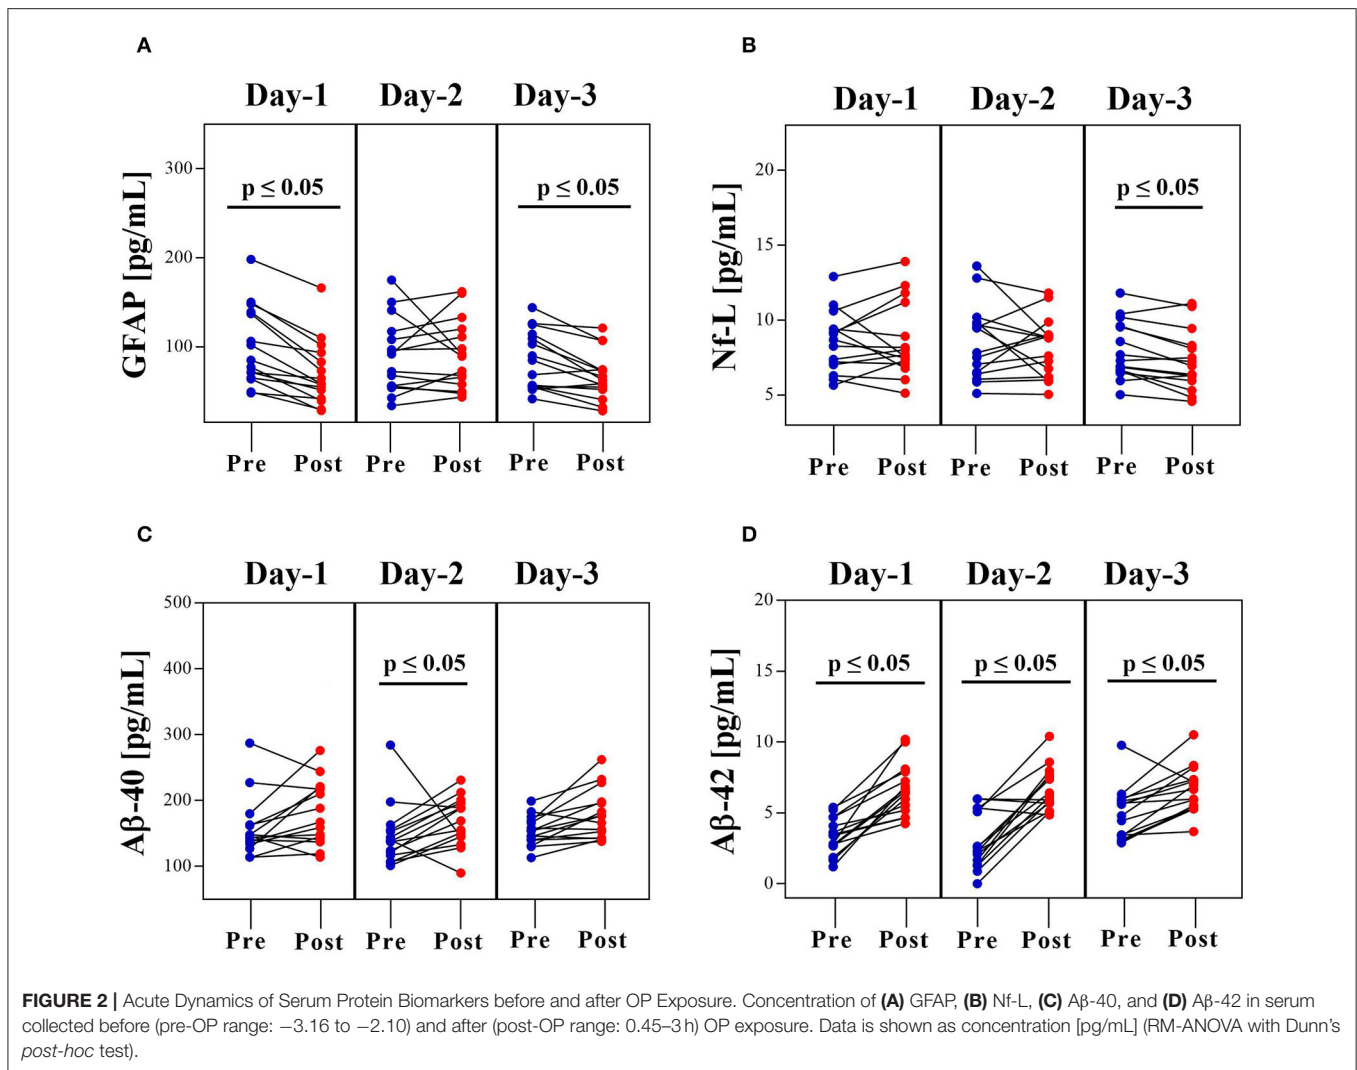 A
Day-1 Day-2 Day-3
GFAP [pg/mL]
300
200
100
p ≤ 0.05
p ≤ 0.05
Pre Post Pre Post Pre Post
B
Day-1 Day-2 Day-3
Nf-L [pg/mL]
20
15
10
5
p ≤ 0.05
Pre Post Pre Post Pre Post
C
Day-1 Day-2 Day-3
Aβ-40 [pg/mL]
500
400
300
200
100
p ≤ 0.05
Pre Post Pre Post Pre Post
D
Day-1 Day-2 Day-3
Aβ-42 [pg/mL]
20
15
10
5
0
p ≤ 0.05
p ≤ 0.05
p ≤ 0.05
Pre Post Pre Post Pre Post
FIGURE 2 | Acute Dynamics of Serum Protein Biomarkers before and after OP Exposure. Concentration of (A) GFAP, (B) Nf-L, (C) Aβ-40, and (D) Aβ-42 in serum
collected before (pre-OP range: −3.16 to −2.10) and after (post-OP range: 0.45–3 h) OP exposure. Data is shown as concentration [pg/mL] (RM-ANOVA with Dunn's
post-hoc test).